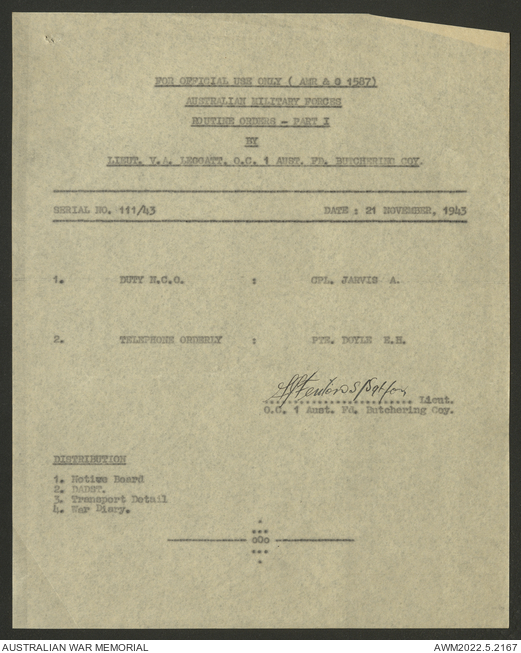 FOR OFFICIAL USE ONLY ( AMR & O 1587)
AUSTRALIAN MILITARY FORCES
ROUTINE ORDERS - PART I
BY
LIEUT. V.A. LEGGATT. O.C. 1 AUST. FD. BUTCHERING COY.
SERIAL NO. 111/43 DATE : 21 NOVEMBER, 1943
1. DUTY N.C.O. : CPL. JARVIS A.
2. TELEPHONE ORDERLY : PTE. DOYLE E.H.
Lieut.
O.C. 1 Aust. Fd. Butchering Coy.
DISTRIBUTION
1. Notive Board
2. DADST.
3. Transport Detail
4. War Diary.
o0o
AUSTRALIAN WAR MEMORIAL AWM2022.5.2167